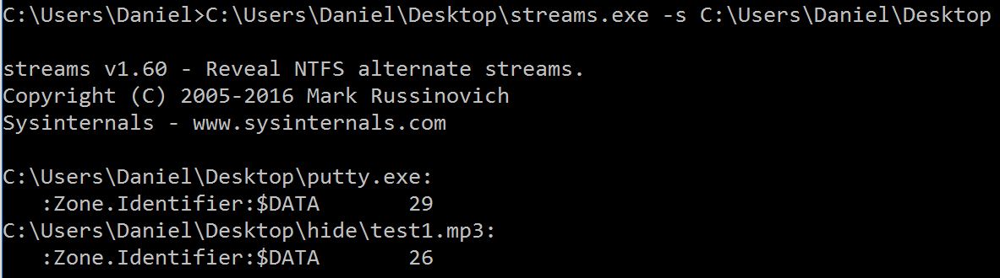 C:\Users\Daniel>C:\Users\Daniel\Desktop\streams.exe -s C:\Users\Daniel\Desktop
streams v1.60 - Reveal NTFS alternate streams.
Copyright (C) 2005-2016 Mark Russinovich
Sysinternals - www.sysinternals.com
C:\Users\Daniel\Desktop\putty.exe:
:Zone.Identifier:$DATA 29
C:\Users\Daniel\Desktop\hide\test1.mp3:
:Zone.Identifier:$DATA 26